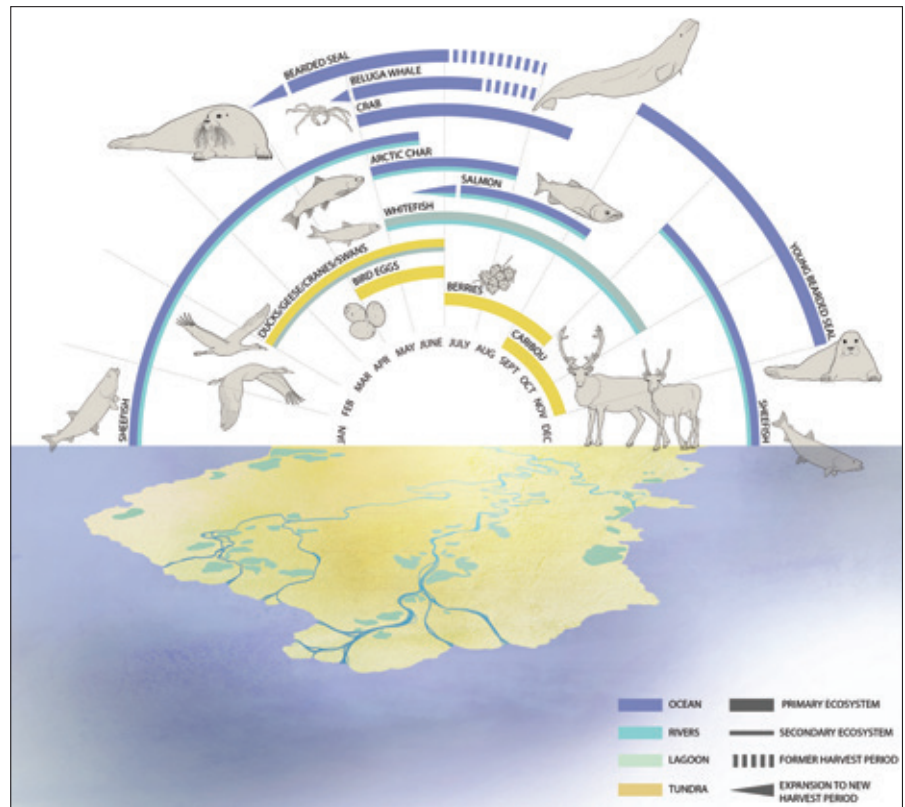 BEARDED SEAL
BELUGA WHALE
CRAB
ARCTIC CHAR
SALMON
WHITEFISH
DUCKS/GEESE/CRANES/SWANS
BIRD EGGS
BERRIES
CARIBOU
YOUNG BEARDED SEAL
SHEEFISH
SHEEFISH
JAN FEB MAR APR MAY JUNE JULY AUG SEPT OCT NOV DEC
OCEAN
PRIMARY ECOSYSTEM
RIVERS
SECONDARY ECOSYSTEM
LAGOON
FORMER HARVEST PERIOD
TUNDRA
EXPANSION TO NEW
HARVEST PERIOD